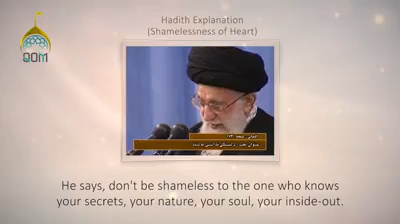 Hadith Explanation
(Shamelessness of Heart)
QOM
He says, don't be shameless to the one who knows
your secrets, your nature, your soul, your inside-out.